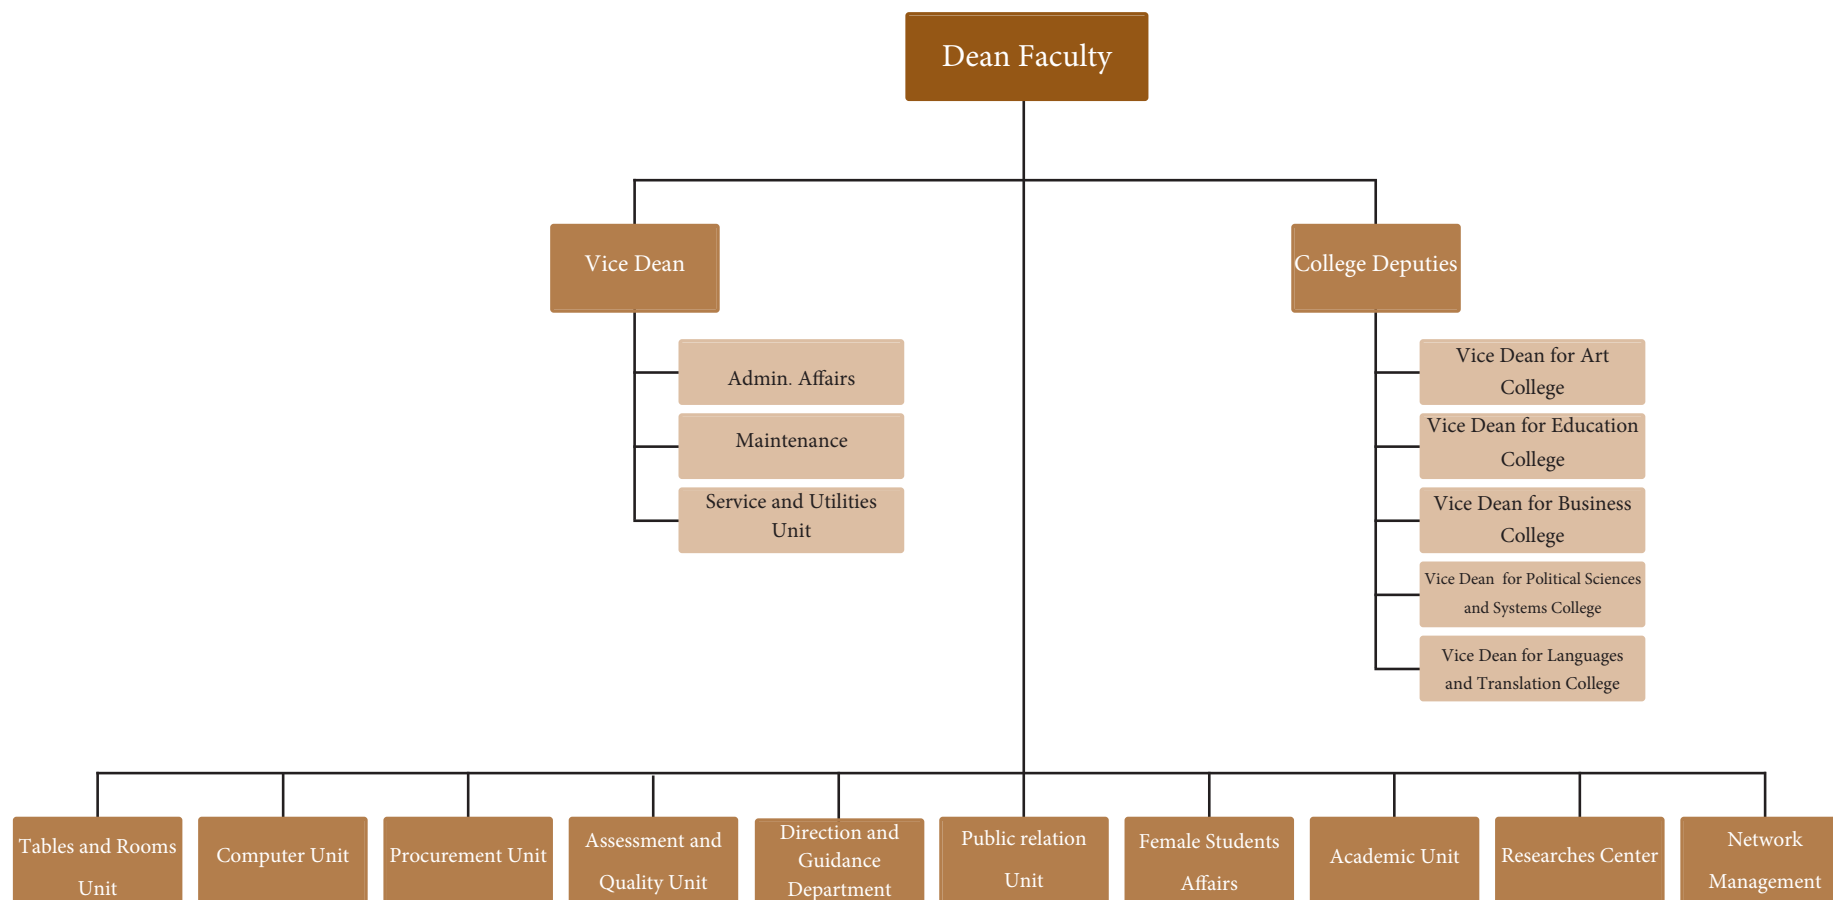 Dean Faculty
Vice Dean
College Deputies
Admin. Affairs
Maintenance
Service and Utilities
Unit
Vice Dean for Art
College
Vice Dean for Education
College
Vice Dean for Business
College
Vice Dean for Political Sciences
and Systems College
Vice Dean for Languages
and Translation College
Tables and Rooms
Unit
Computer Unit
Procurement Unit
Assessment and
Quality Unit
Direction and
Guidance
Department
Public relation
Unit
Female Students
Affairs
Academic Unit
Researches Center
Network
Management